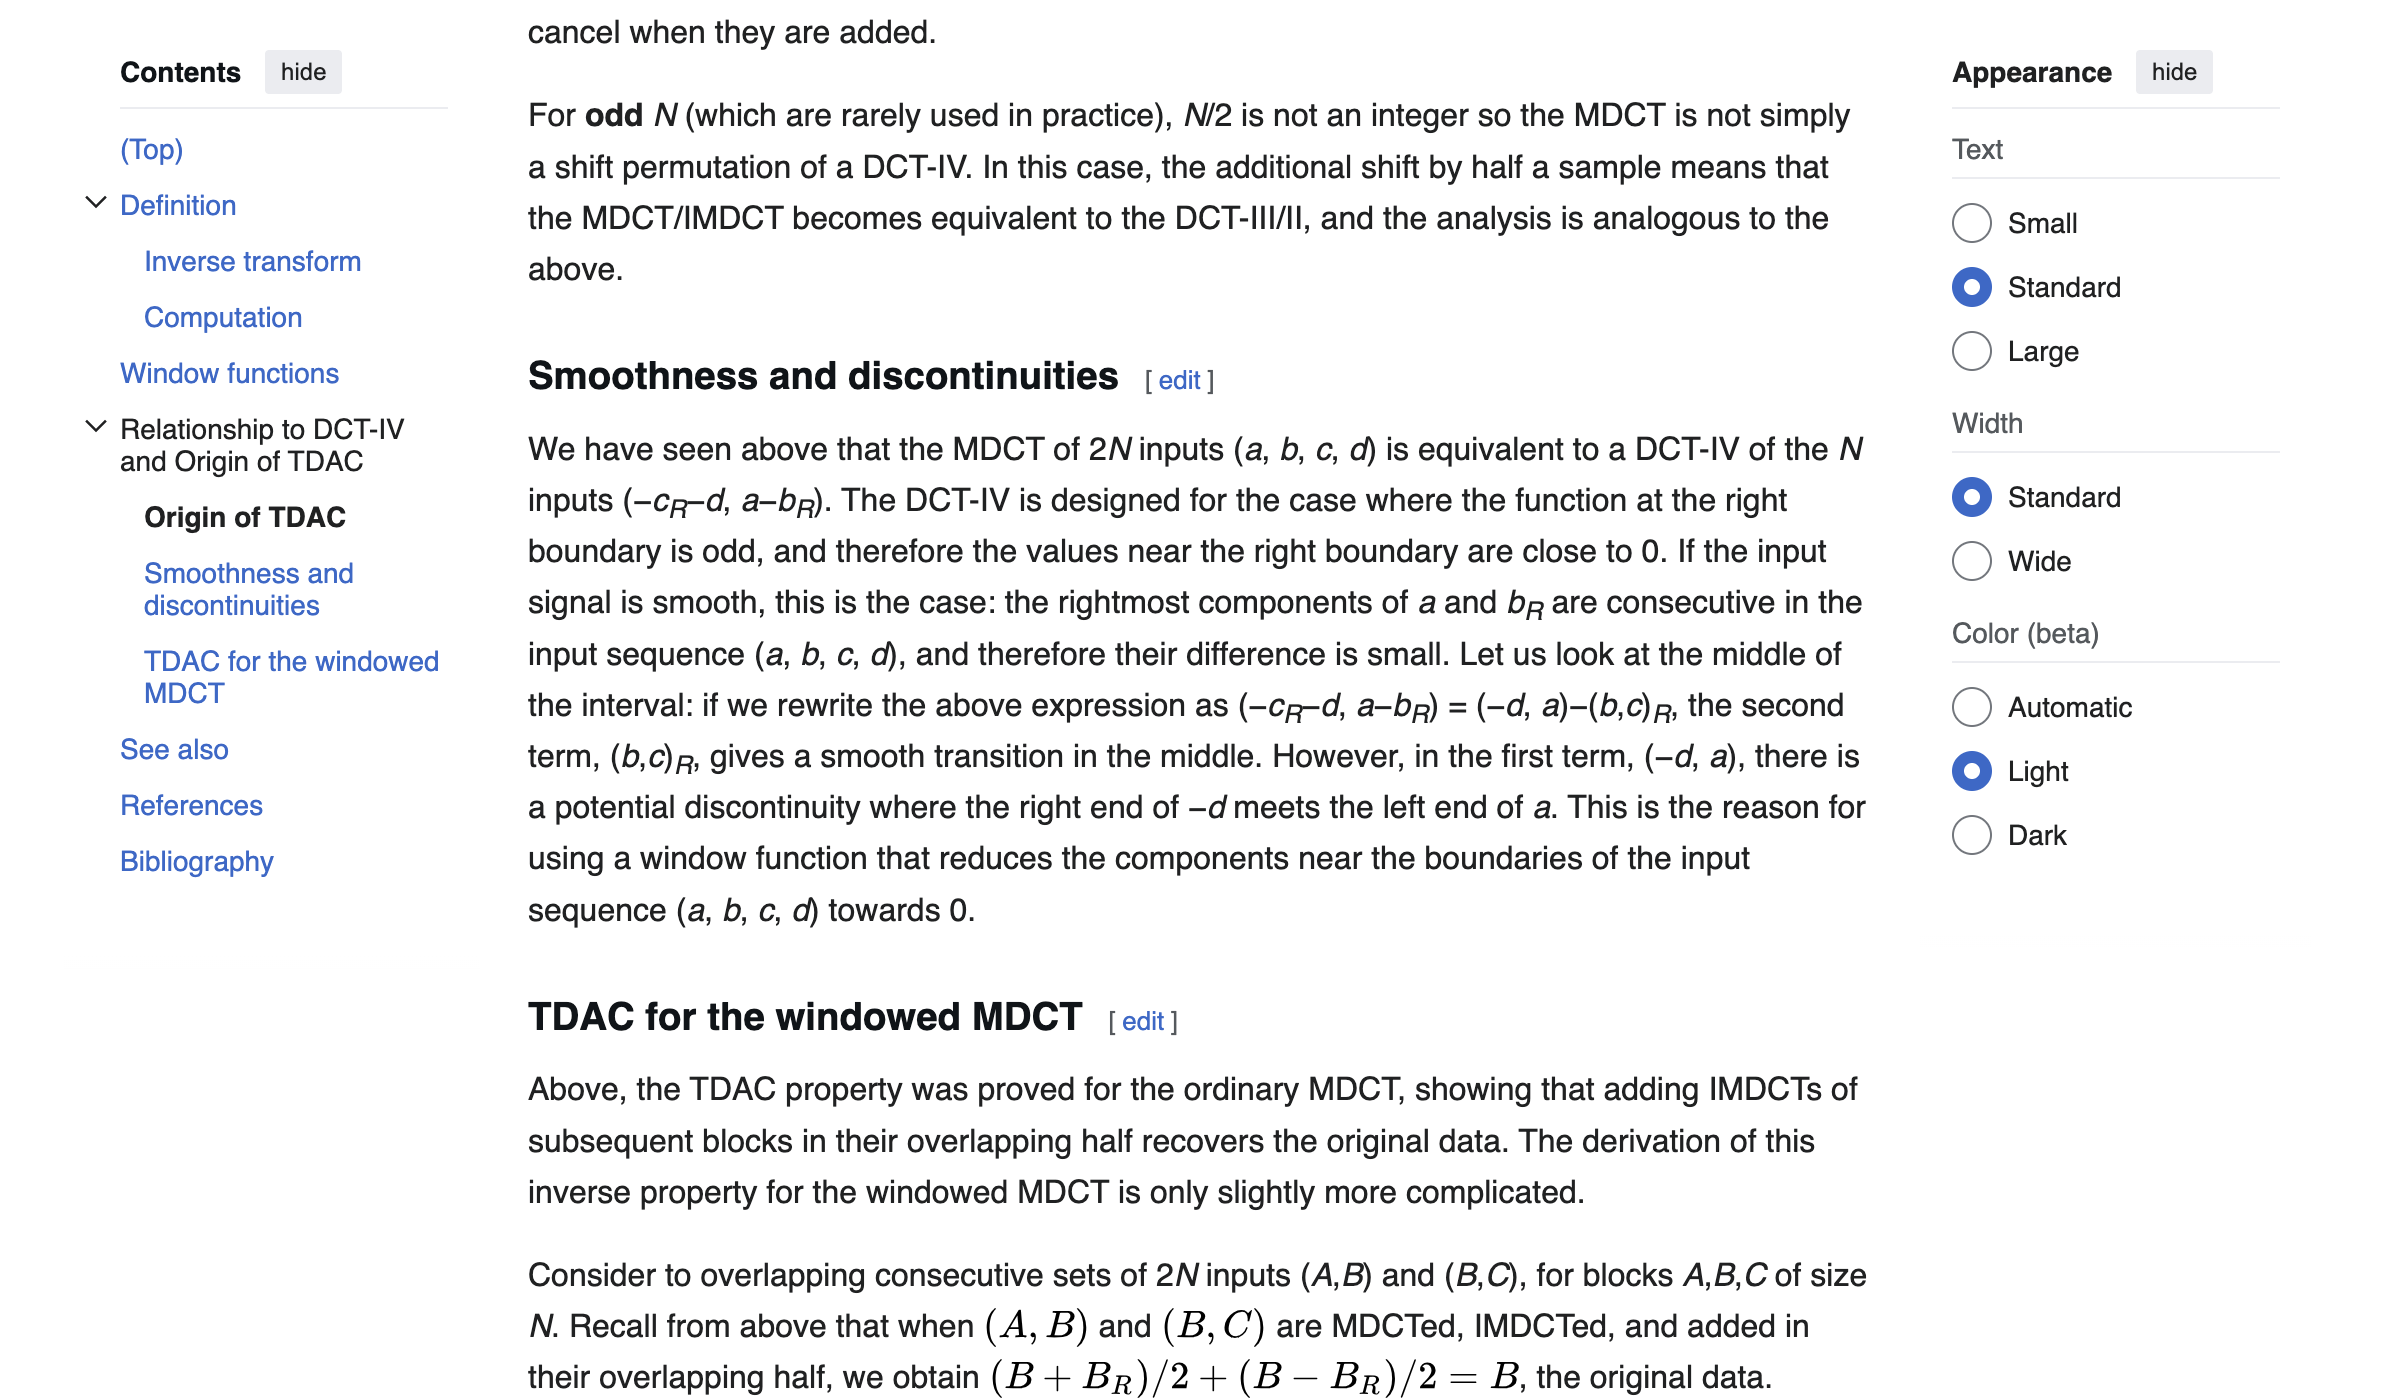 Contents hide
(Top)
Definition
Inverse transform
Computation
Window functions
Relationship to DCT-IV
and Origin of TDAC
Origin of TDAC
Smoothness and
discontinuities
TDAC for the windowed
MDCT
See also
References
Bibliography
cancel when they are added.
For odd N (which are rarely used in practice), N/2 is not an integer so the MDCT is not simply
a shift permutation of a DCT-IV. In this case, the additional shift by half a sample means that
the MDCT/IMDCT becomes equivalent to the DCT-III/II, and the analysis is analogous to the
above.
Smoothness and discontinuities [ edit ]
We have seen above that the MDCT of 2N inputs (a, b, c, d) is equivalent to a DCT-IV of the N
inputs (−c_R−d, a−b_R). The DCT-IV is designed for the case where the function at the right
boundary is odd, and therefore the values near the right boundary are close to 0. If the input
signal is smooth, this is the case: the rightmost components of a and b_R are consecutive in the
input sequence (a, b, c, d), and therefore their difference is small. Let us look at the middle of
the interval: if we rewrite the above expression as (−c_R−d, a−b_R) = (−d, a)−(b,c)_R, the second
term, (b,c)_R, gives a smooth transition in the middle. However, in the first term, (−d, a), there is
a potential discontinuity where the right end of −d meets the left end of a. This is the reason for
using a window function that reduces the components near the boundaries of the input
sequence (a, b, c, d) towards 0.
TDAC for the windowed MDCT [ edit ]
Above, the TDAC property was proved for the ordinary MDCT, showing that adding IMDCTs of
subsequent blocks in their overlapping half recovers the original data. The derivation of this
inverse property for the windowed MDCT is only slightly more complicated.
Consider to overlapping consecutive sets of 2N inputs (A,B) and (B,C), for blocks A,B,C of size
N. Recall from above that when (A, B) and (B, C) are MDCTed, IMDCTed, and added in
their overlapping half, we obtain (B + B_R)/2 + (B − B_R)/2 = B, the original data.
Appearance hide
Text
Small
Standard
Large
Width
Standard
Wide
Color (beta)
Automatic
Light
Dark